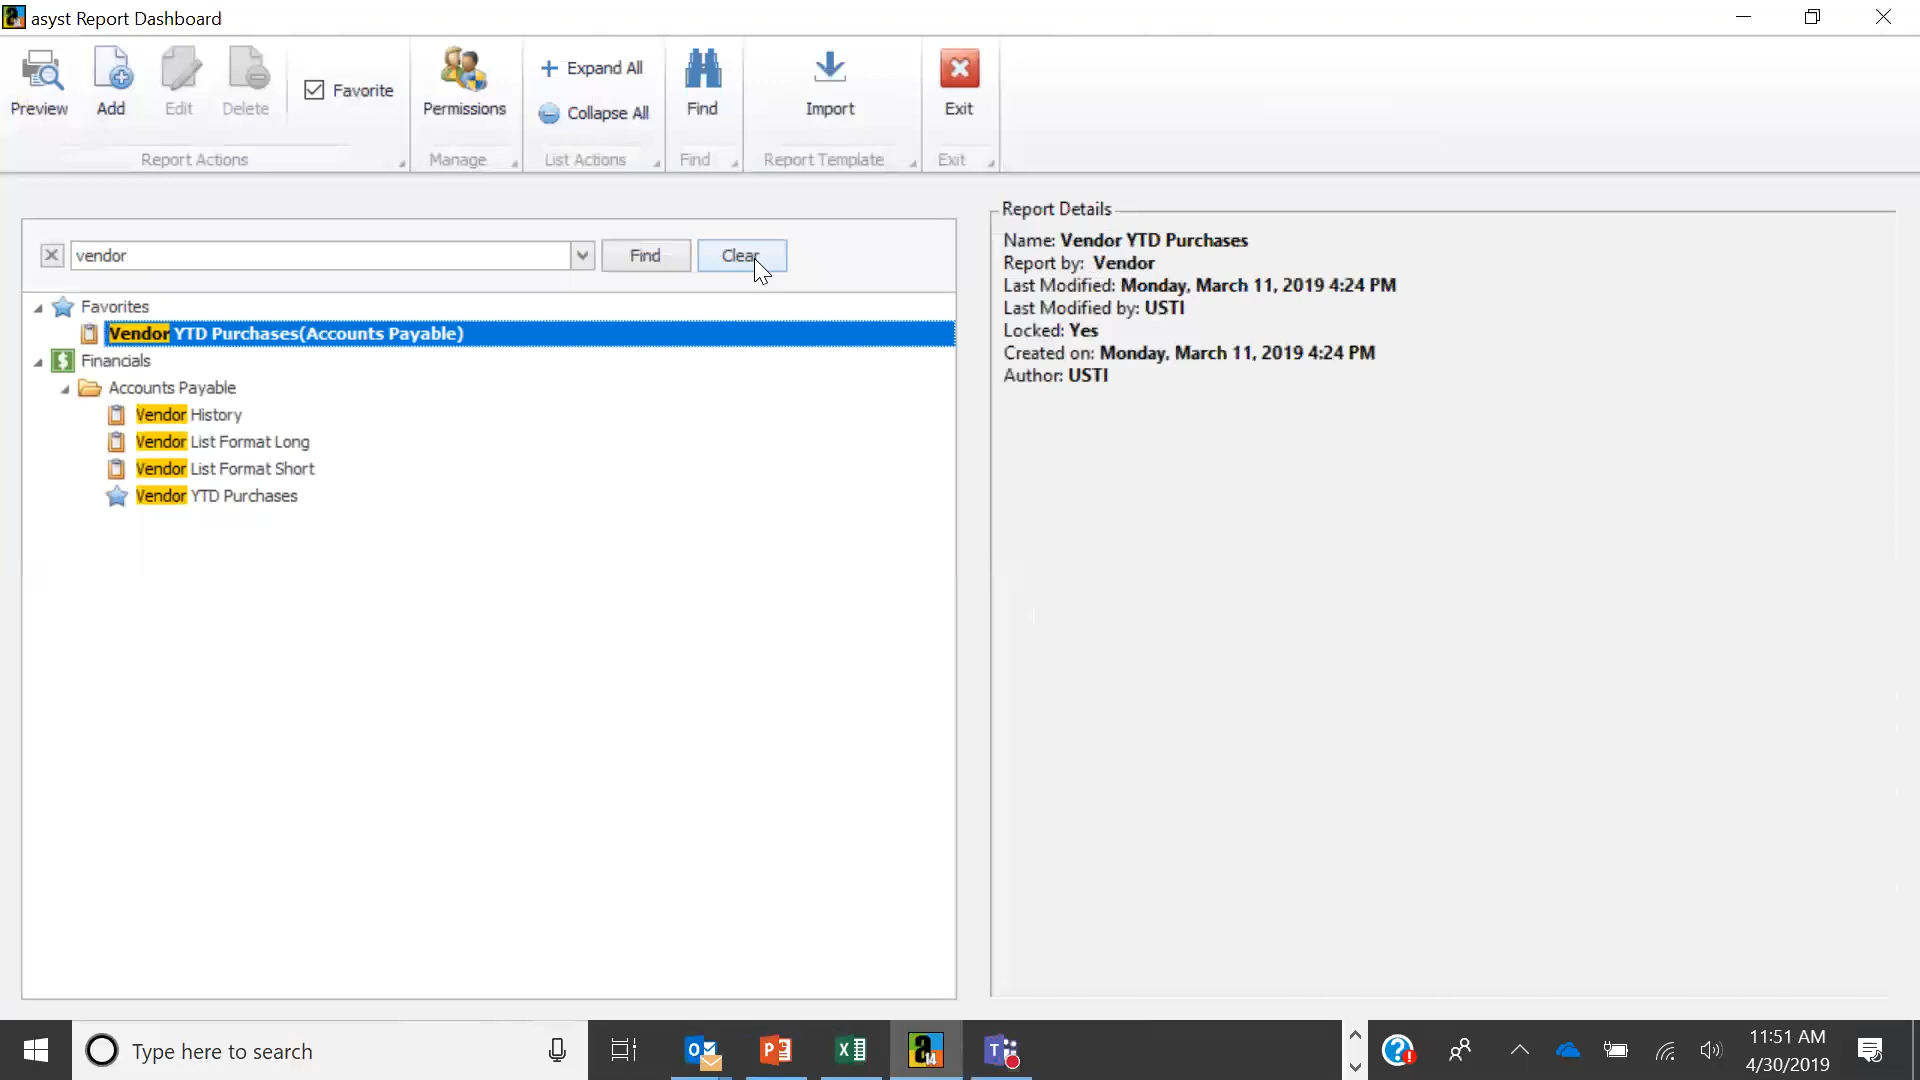 asyst Report Dashboard
Preview
Add
Edit
Delete
Favorite
Report Actions
Permissions
Manage
Expand All
Collapse All
List Actions
Find
Find
Import
Report Template
Exit
Exit
vendor
Find
Clear
Favorites
Vendor YTD Purchases(Accounts Payable)
Financials
Accounts Payable
Vendor History
Vendor List Format Long
Vendor List Format Short
Vendor YTD Purchases
Report Details
Name: Vendor YTD Purchases
Report by: Vendor
Last Modified: Monday, March 11, 2019 4:24 PM
Last Modified by: USTI
Locked: Yes
Created on: Monday, March 11, 2019 4:24 PM
Author: USTI
Type here to search
14
11:51 AM
4/30/2019